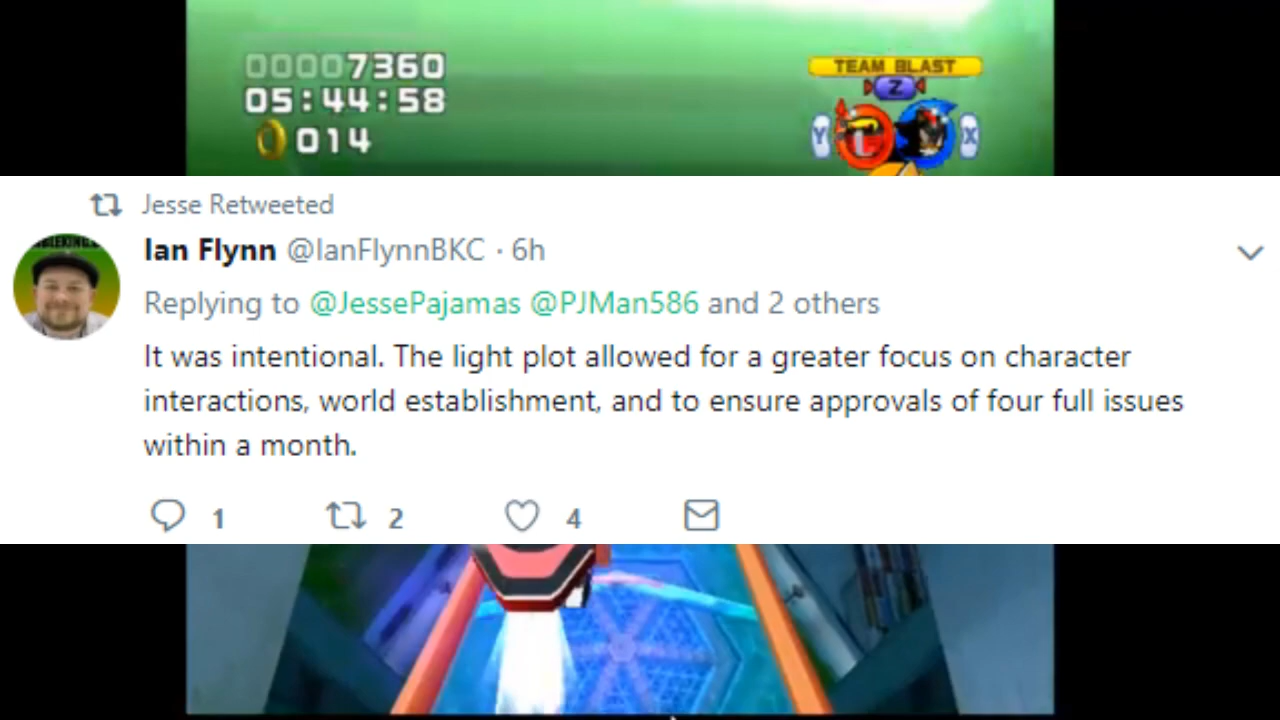 00007360
TEAM BLAST
Z
05:44:58
Y X
014
Jesse Retweeted
Ian Flynn @IanFlynnBKC · 6h
Replying to @JessePajamas @PJMan586 and 2 others
It was intentional. The light plot allowed for a greater focus on character
interactions, world establishment, and to ensure approvals of four full issues
within a month.
1 2 4